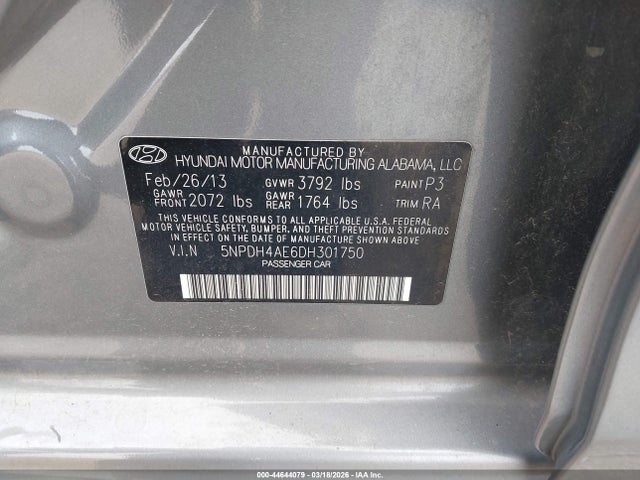 MANUFACTURED BY
HYUNDAI MOTOR MANUFACTURING ALABAMA, LLC
Feb/26/13 GVWR 3792 lbs PAINT P3
GAWR FRONT 2072 lbs GAWR REAR 1764 lbs TRIM RA
THIS VEHICLE CONFORMS TO ALL APPLICABLE U.S.A. FEDERAL
MOTOR VEHICLE SAFETY, BUMPER, AND THEFT PREVENTION
STANDARDS IN EFFECT ON THE DATE OF MANUFACTURE SHOWN ABOVE.
V.I.N 5NPDH4AE6DH301750
PASSENGER CAR
000-44644079 | 03/18/2026 - IAA Inc.